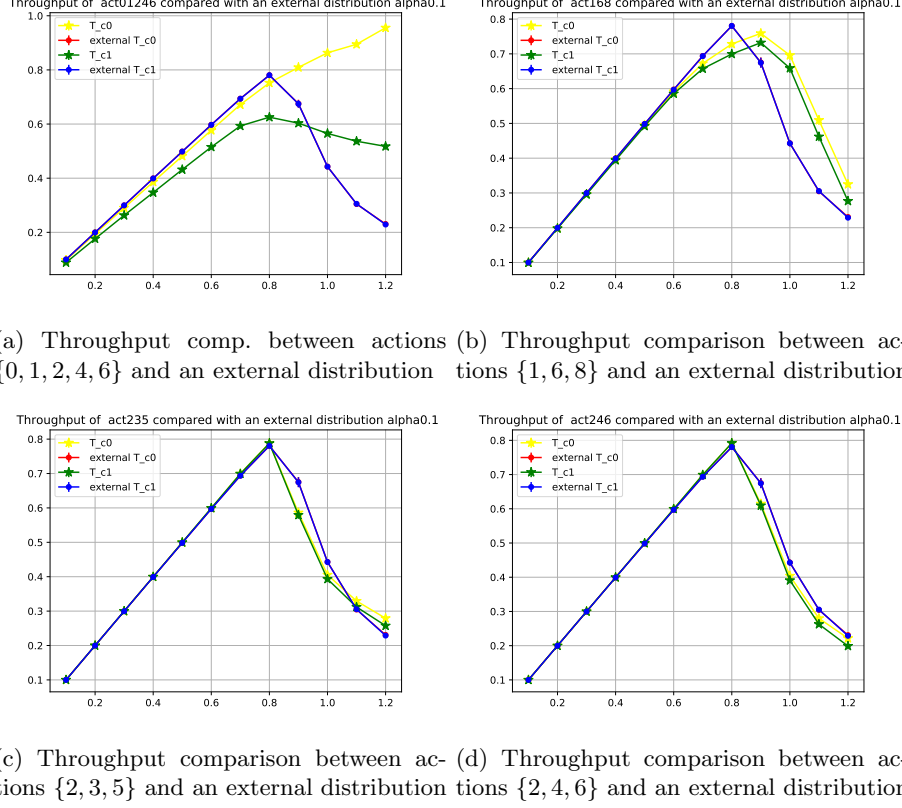 Throughput of act01246 compared with an external distribution alpha0.1
T_c0
external T_c0
T_c1
external T_c1
1.0
0.8
0.6
0.4
0.2
0.2 0.4 0.6 0.8 1.0 1.2
(a) Throughput comp. between actions
{0, 1, 2, 4, 6} and an external distribution
Throughput of act168 compared with an external distribution alpha0.1
T_c0
external T_c0
T_c1
external T_c1
0.8
0.7
0.6
0.5
0.4
0.3
0.2
0.1
0.2 0.4 0.6 0.8 1.0 1.2
(b) Throughput comparison between ac-
tions {1, 6, 8} and an external distribution
Throughput of act235 compared with an external distribution alpha0.1
T_c0
external T_c0
T_c1
external T_c1
0.8
0.7
0.6
0.5
0.4
0.3
0.2
0.1
0.2 0.4 0.6 0.8 1.0 1.2
(c) Throughput comparison between ac-
tions {2, 3, 5} and an external distribution
Throughput of act246 compared with an external distribution alpha0.1
T_c0
external T_c0
T_c1
external T_c1
0.8
0.7
0.6
0.5
0.4
0.3
0.2
0.1
0.2 0.4 0.6 0.8 1.0 1.2
(d) Throughput comparison between ac-
tions {2, 4, 6} and an external distribution